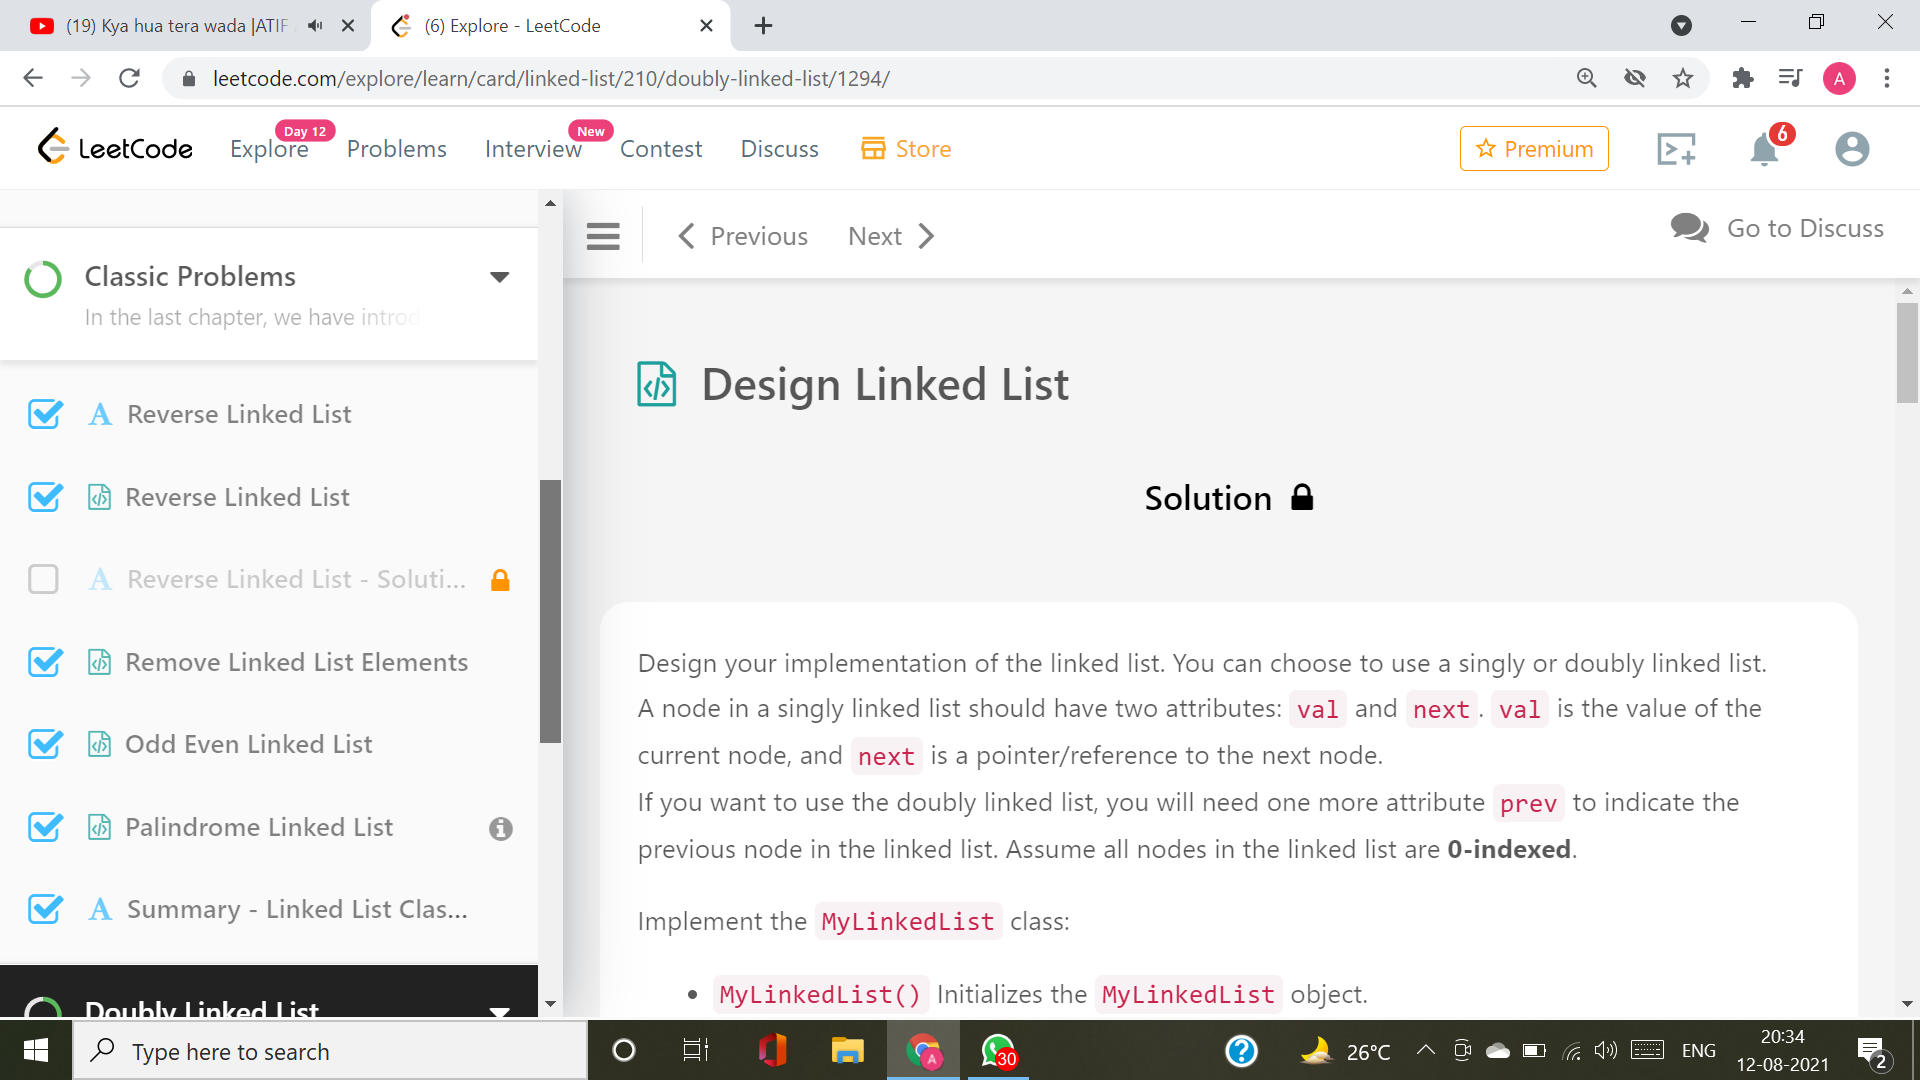 (19) Kya hua tera wada |ATIF
(6) Explore - LeetCode
leetcode.com/explore/learn/card/linked-list/210/doubly-linked-list/1294/
A
LeetCode
Explore
Day 12
Problems
Interview
New
Contest
Discuss
Store
Premium
6
Previous
Next
Go to Discuss
Classic Problems
In the last chapter, we have introd
A Reverse Linked List
Reverse Linked List
A Reverse Linked List - Soluti...
Remove Linked List Elements
Odd Even Linked List
Palindrome Linked List
A Summary - Linked List Clas...
Doubly Linked List
Design Linked List
Solution
Design your implementation of the linked list. You can choose to use a singly or doubly linked list.
A node in a singly linked list should have two attributes: val and next. val is the value of the
current node, and next is a pointer/reference to the next node.
If you want to use the doubly linked list, you will need one more attribute prev to indicate the
previous node in the linked list. Assume all nodes in the linked list are 0-indexed.
Implement the MyLinkedList class:
• MyLinkedList() Initializes the MyLinkedList object.
Type here to search
A
30
26°C
ENG
20:34
12-08-2021
2